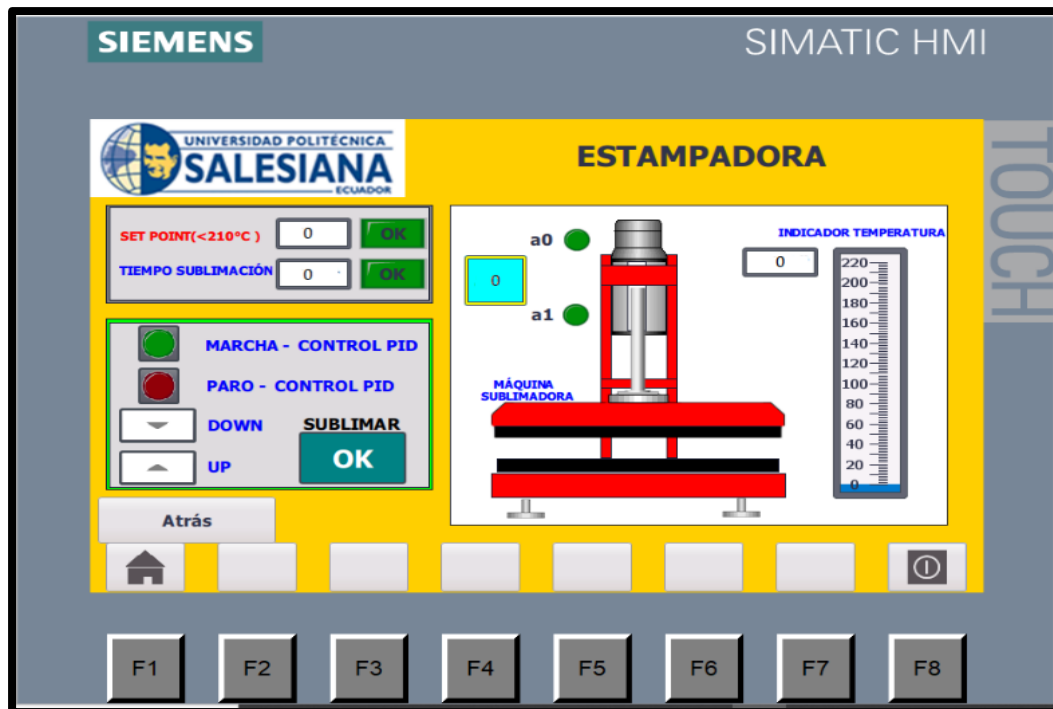 SIEMENS
SIMATIC HMI
TOUCH
UNIVERSIDAD POLITÉCNICA
SALESIANA
ECUADOR
ESTAMPADORA
SET POINT(<210°C )
0
OK
TIEMPO SUBLIMACIÓN
0
OK
MARCHA - CONTROL PID
PARO - CONTROL PID
DOWN
UP
SUBLIMAR
OK
a0
0
a1
MÁQUINA
SUBLIMADORA
INDICADOR TEMPERATURA
0
220
200
180
160
140
120
100
80
60
40
20
0
Atrás
F1 F2 F3 F4 F5 F6 F7 F8